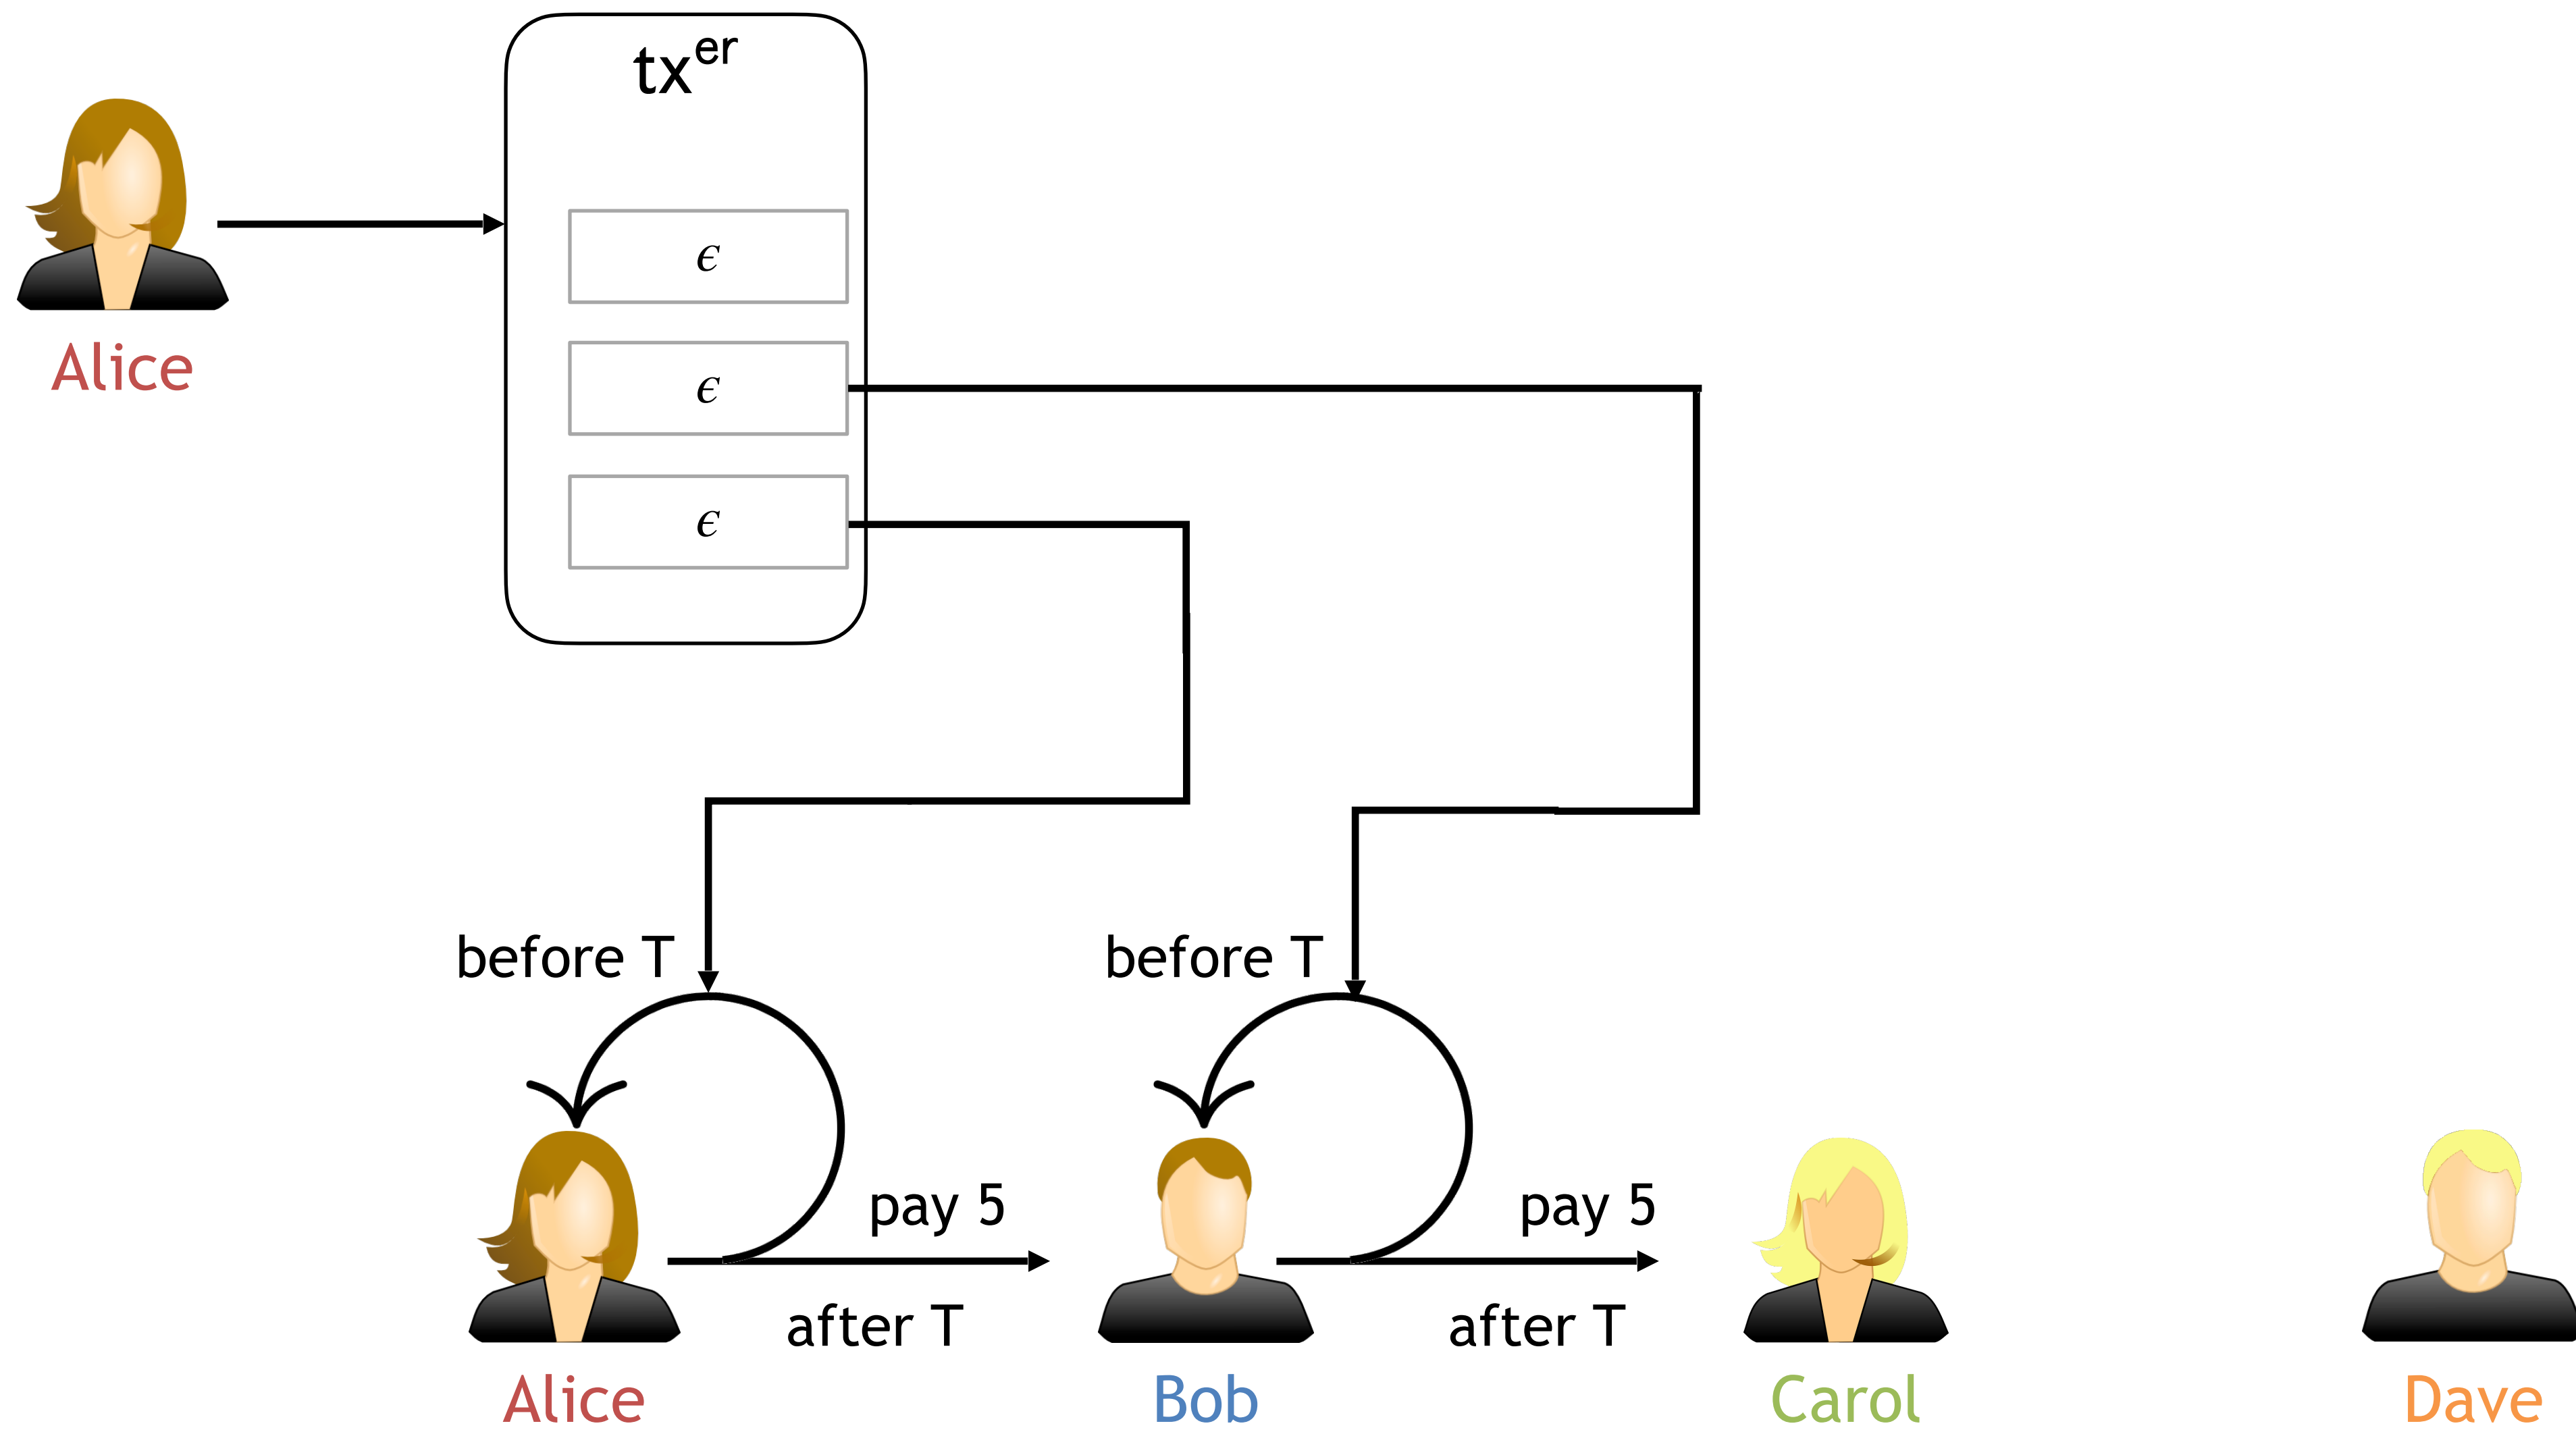 tx^er
ϵ
Alice
ϵ
ϵ
before T
before T
pay 5
pay 5
after T
after T
Alice
Bob
Carol
Dave